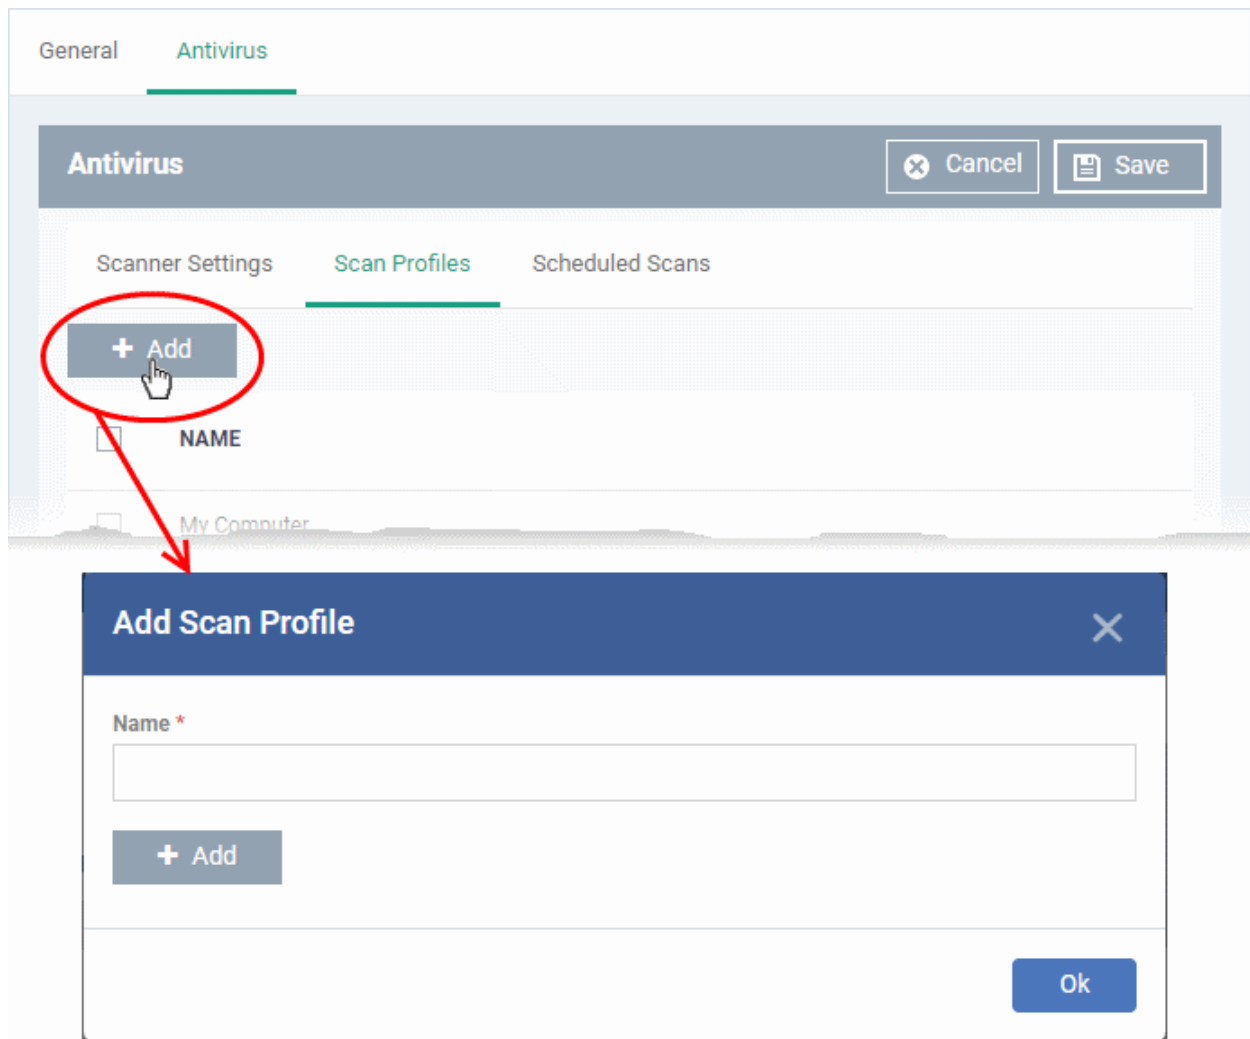 General Antivirus
Antivirus Cancel Save
Scanner Settings Scan Profiles Scheduled Scans
+ Add
NAME
My Computer
Add Scan Profile
Name *
+ Add
Ok